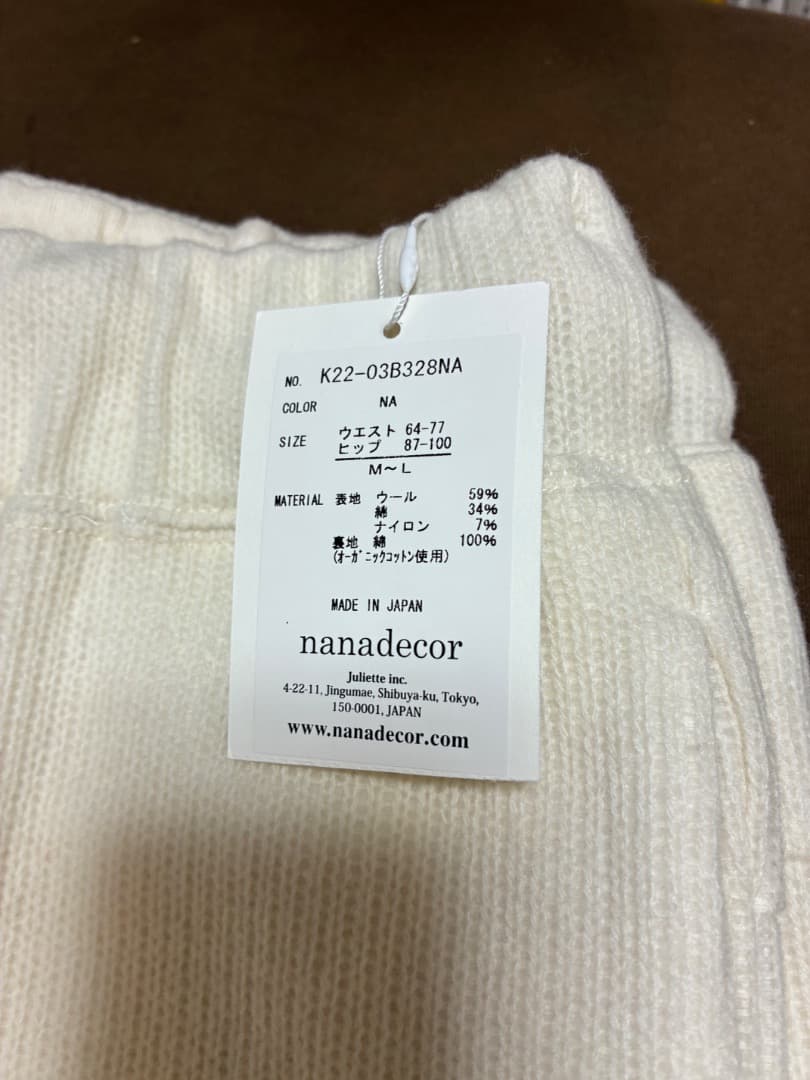 NO. K22-03B328NA
COLOR NA
SIZE ウエスト 64-77
ヒップ 87-100
M～L
MATERIAL 表地 ウール 59%
綿 34%
ナイロン 7%
裏地 綿 100%
(オーガニックコットン使用)
MADE IN JAPAN
nanadecor
Juliette inc.
4-22-11, Jingumae, Shibuya-ku, Tokyo,
150-0001, JAPAN
www.nanadecor.com